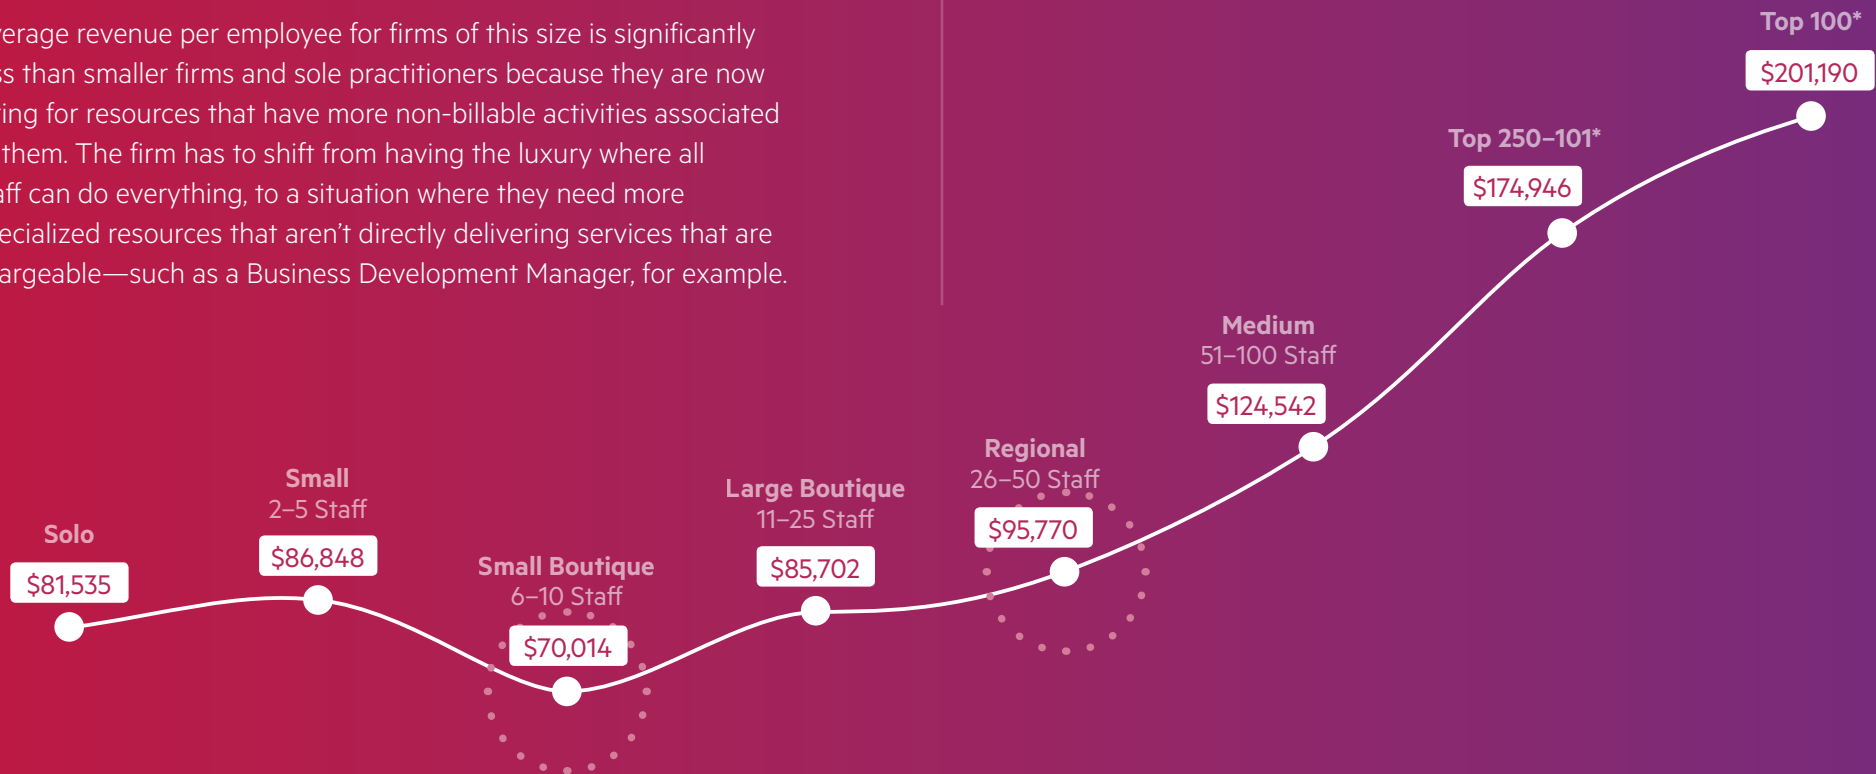 erage revenue per employee for firms of this size is significantly
than smaller firms and sole practitioners because they are now
for resources that have more non-billable activities associated
them. The firm has to shift from having the luxury where all
can do everything, to a situation where they need more
resources that aren't directly delivering services that are
argeable—such as a Business Development Manager, for example.
Solo
$81,535
Small
2–5 Staff
$86,848
Small Boutique
6–10 Staff
$70,014
Large Boutique
11–25 Staff
$85,702
Regional
26–50 Staff
$95,770
Medium
51–100 Staff
$124,542
Top 250–101*
$174,946
Top 100*
$201,190